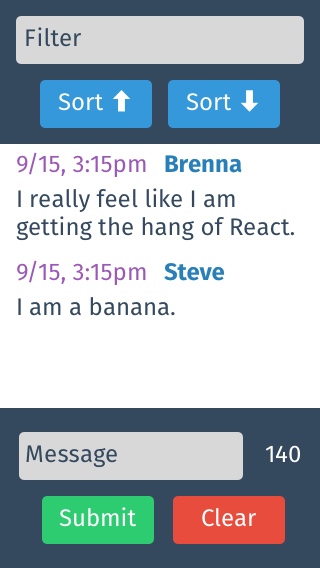 Filter
Sort ⬆ Sort ⬇
9/15, 3:15pm Brenna
I really feel like I am
getting the hang of React.
9/15, 3:15pm Steve
I am a banana.
Message 140
Submit Clear